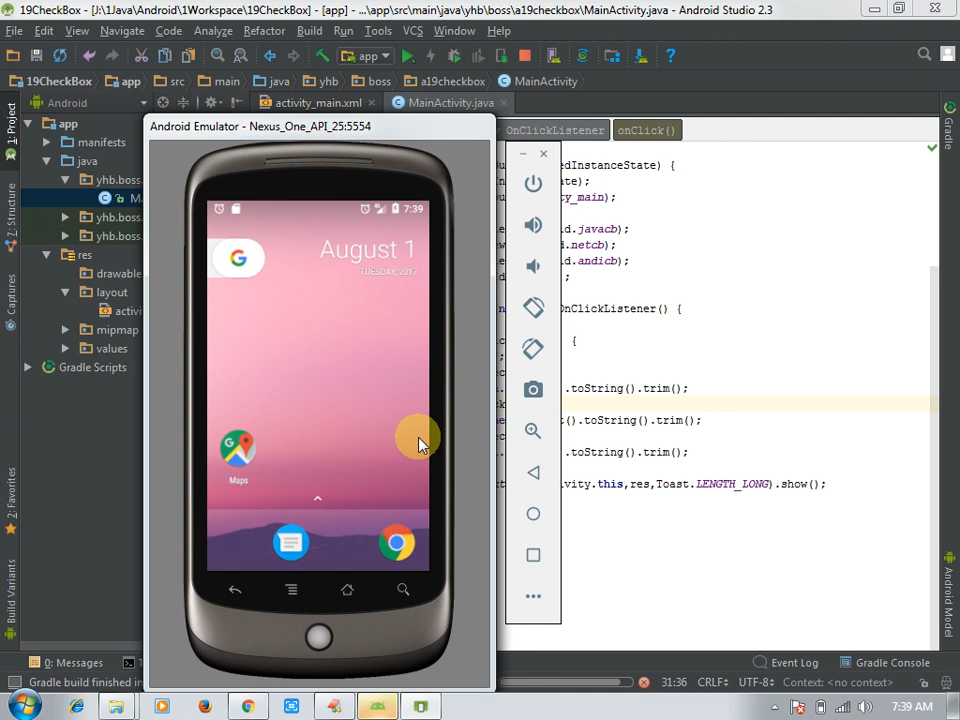 19CheckBox - [J:\1Java\Android\1Workspace\19CheckBox] - [app] - ...\app\src\main\java\yhb\boss\a19checkbox\MainActivity.java - Android Studio 2.3
File Edit View Navigate Code Analyze Refactor Build Run Tools VCS Window Help
app
19CheckBox app src main java yhb boss a19checkbox MainActivity
1: Project
Android
activity_main.xml
MainActivity.java
Gradle
app
manifests
java
yhb.boss.
M
yhb.boss.
yhb.boss.
res
drawable
layout
activi
mipmap
values
Gradle Scripts
7: Structure
Captures
2: Favorites
Build Variants
Android Emulator - Nexus_One_API_25:5554
7:39
August 1
TUESDAY, 2017
Maps
OnClickListener onClick()
edInstanceState) {
ate);
ty_main);
d.javacb);
d.netcb);
d.andicb);
;
nClickListener() {
{
;
.toString().trim();
t().toString().trim();
.toString().trim();
ivity.this,res,Toast.LENGTH_LONG).show();
Android Model
0: Messages
Event Log
Gradle Console
Gradle build finished in
31:36 CRLF÷ UTF-8÷ Context: <no context>
7:39 AM